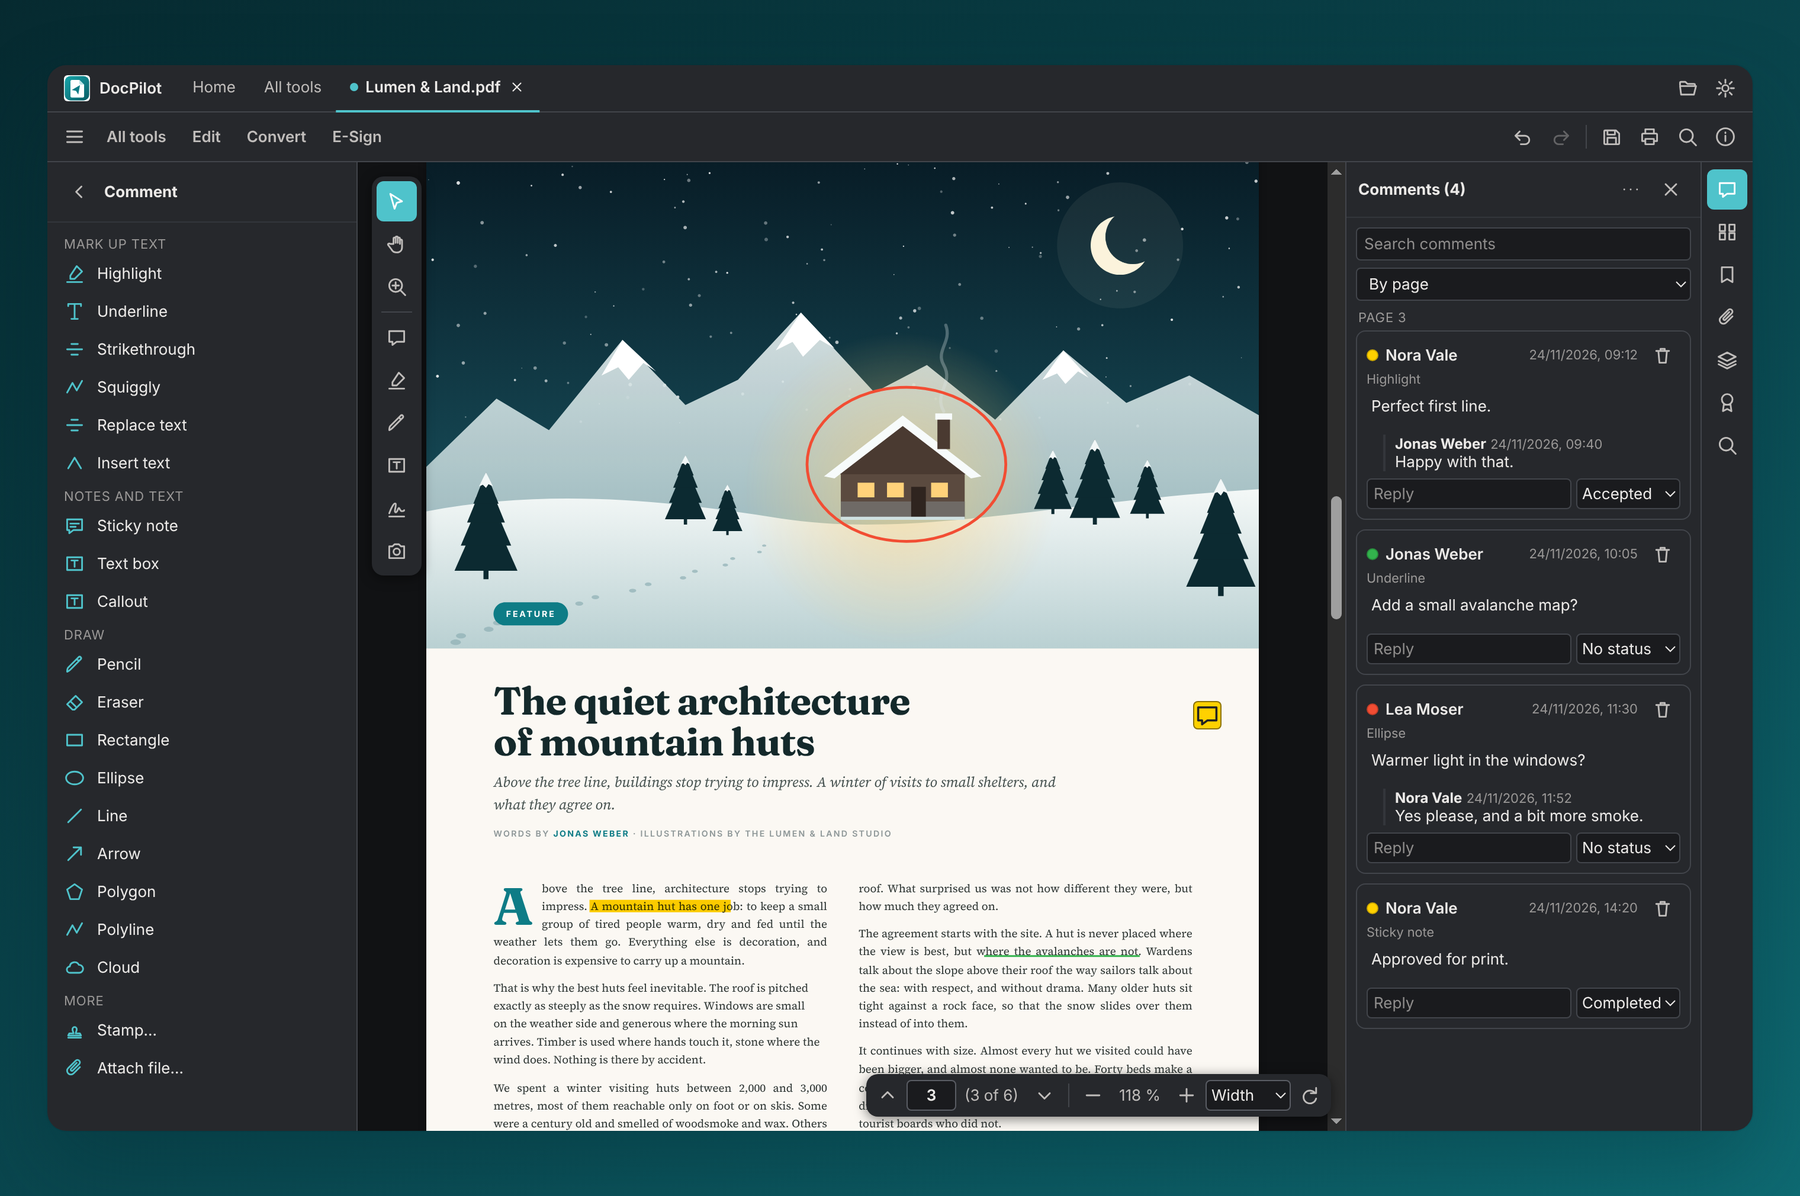 DocPilot
Home
All tools
Lumen & Land.pdf
All tools
Edit
Convert
E-Sign
Comment
MARK UP TEXT
Highlight
Underline
Strikethrough
Squiggly
Replace text
Insert text
NOTES AND TEXT
Sticky note
Text box
Callout
DRAW
Pencil
Eraser
Rectangle
Ellipse
Line
Arrow
Polygon
Polyline
Cloud
MORE
Stamp...
Attach file...
FEATURE
The quiet architecture
of mountain huts
Above the tree line, buildings stop trying to impress. A winter of visits to small shelters, and
what they agree on.
WORDS BY JONAS WEBER · ILLUSTRATIONS BY THE LUMEN & LAND STUDIO
Above the tree line, architecture stops trying to
impress. A mountain hut has one job: to keep a small
group of tired people warm, dry and fed until the
weather lets them go. Everything else is decoration, and
decoration is expensive to carry up a mountain.
That is why the best huts feel inevitable. The roof is pitched
exactly as steeply as the snow requires. Windows are small
on the weather side and generous where the morning sun
arrives. Timber is used where hands touch it, stone where the
wind does. Nothing is there by accident.
We spent a winter visiting huts between 2,000 and 3,000
metres, most of them reachable only on foot or on skis. Some
were a century old and smelled of woodsmoke and wax. Others
roof. What surprised us was not how different they were, but
how much they agreed on.
The agreement starts with the site. A hut is never placed where
the view is best, but where the avalanches are not. Wardens
talk about the slope above their roof the way sailors talk about
the sea: with respect, and without drama. Many older huts sit
tight against a rock face, so that the snow slides over them
instead of into them.
It continues with size. Almost every hut we visited could have
been bigger, and almost none wanted to be. Forty beds make a
tourist boards who did not.
3
(3 of 6)
118 %
Width
Comments (4)
Search comments
By page
PAGE 3
Nora Vale
24/11/2026, 09:12
Highlight
Perfect first line.
Jonas Weber 24/11/2026, 09:40
Happy with that.
Reply
Accepted
Jonas Weber
24/11/2026, 10:05
Underline
Add a small avalanche map?
Reply
No status
Lea Moser
24/11/2026, 11:30
Ellipse
Warmer light in the windows?
Nora Vale 24/11/2026, 11:52
Yes please, and a bit more smoke.
Reply
No status
Nora Vale
24/11/2026, 14:20
Sticky note
Approved for print.
Reply
Completed